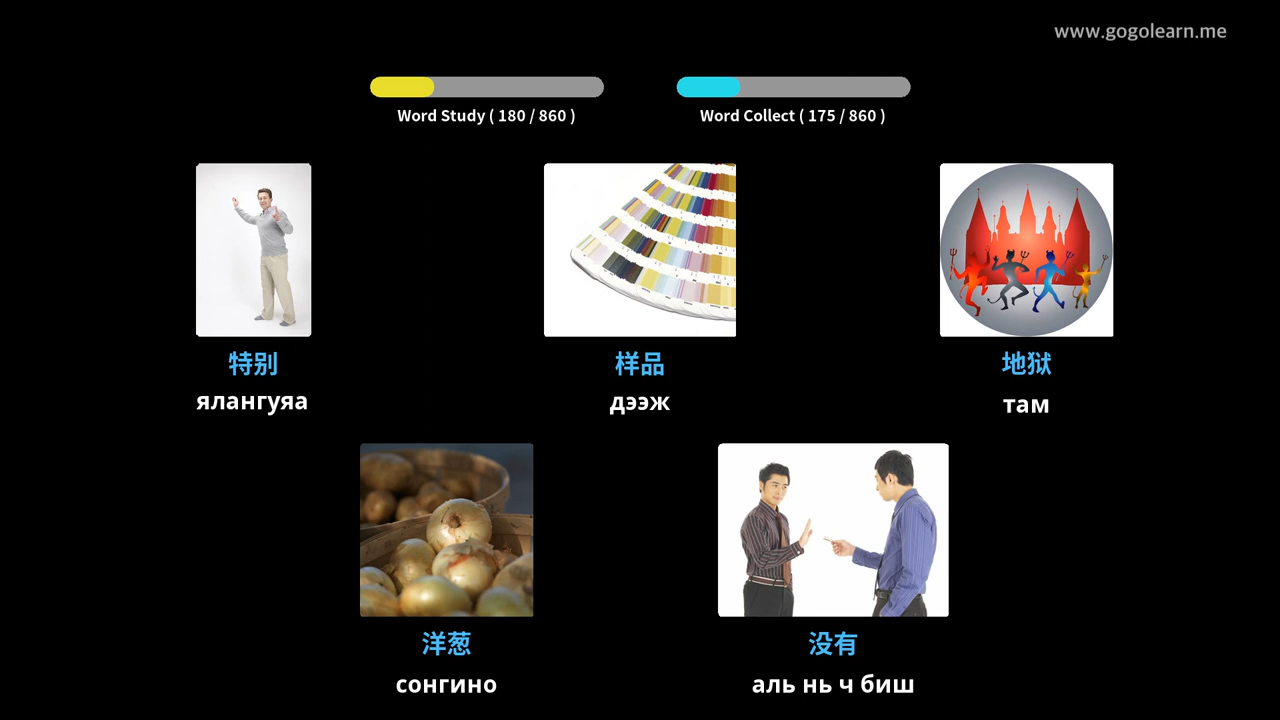 www.gogolearn.me
Word Study ( 180 / 860 )
Word Collect ( 175 / 860 )
特别
样品
地狱
ялангуяа
дээж
там
洋葱
没有
сонгино
аль нь ч биш